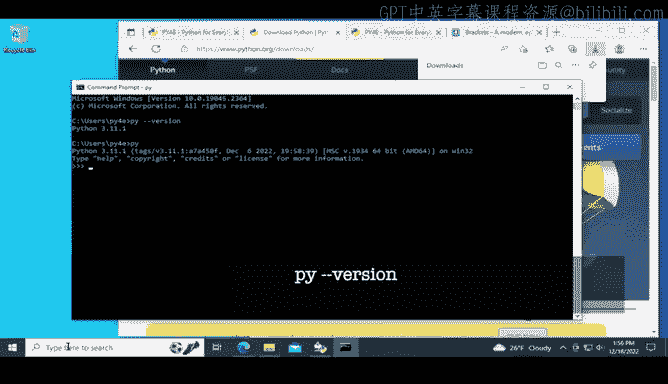 GPT中英字幕课程资源@bilibili.com
Recycle Bin
PY4E - Python for Every
Download Python | Pyt
PY4E - Python for Every
Brackets - A modern,
https://www.python.org/downloads/
Downloads
Python
PSF
Docs
Socialize
Command Prompt - py
Microsoft Windows [Version 10.0.19045.2364]
(c) Microsoft Corporation. All rights reserved.
C:\Users\py4e>py --version
Python 3.11.1
C:\Users\py4e>py
Python 3.11.1 (tags/v3.11.1:a7a450f, Dec 6 2022, 19:58:39) [MSC v.1934 64 bit (AMD64)] on win32
Type "help", "copyright", "credits" or "license" for more information.
>>>
py --version
Type here to search
26°F Cloudy
1:56 PM
12/16/2022